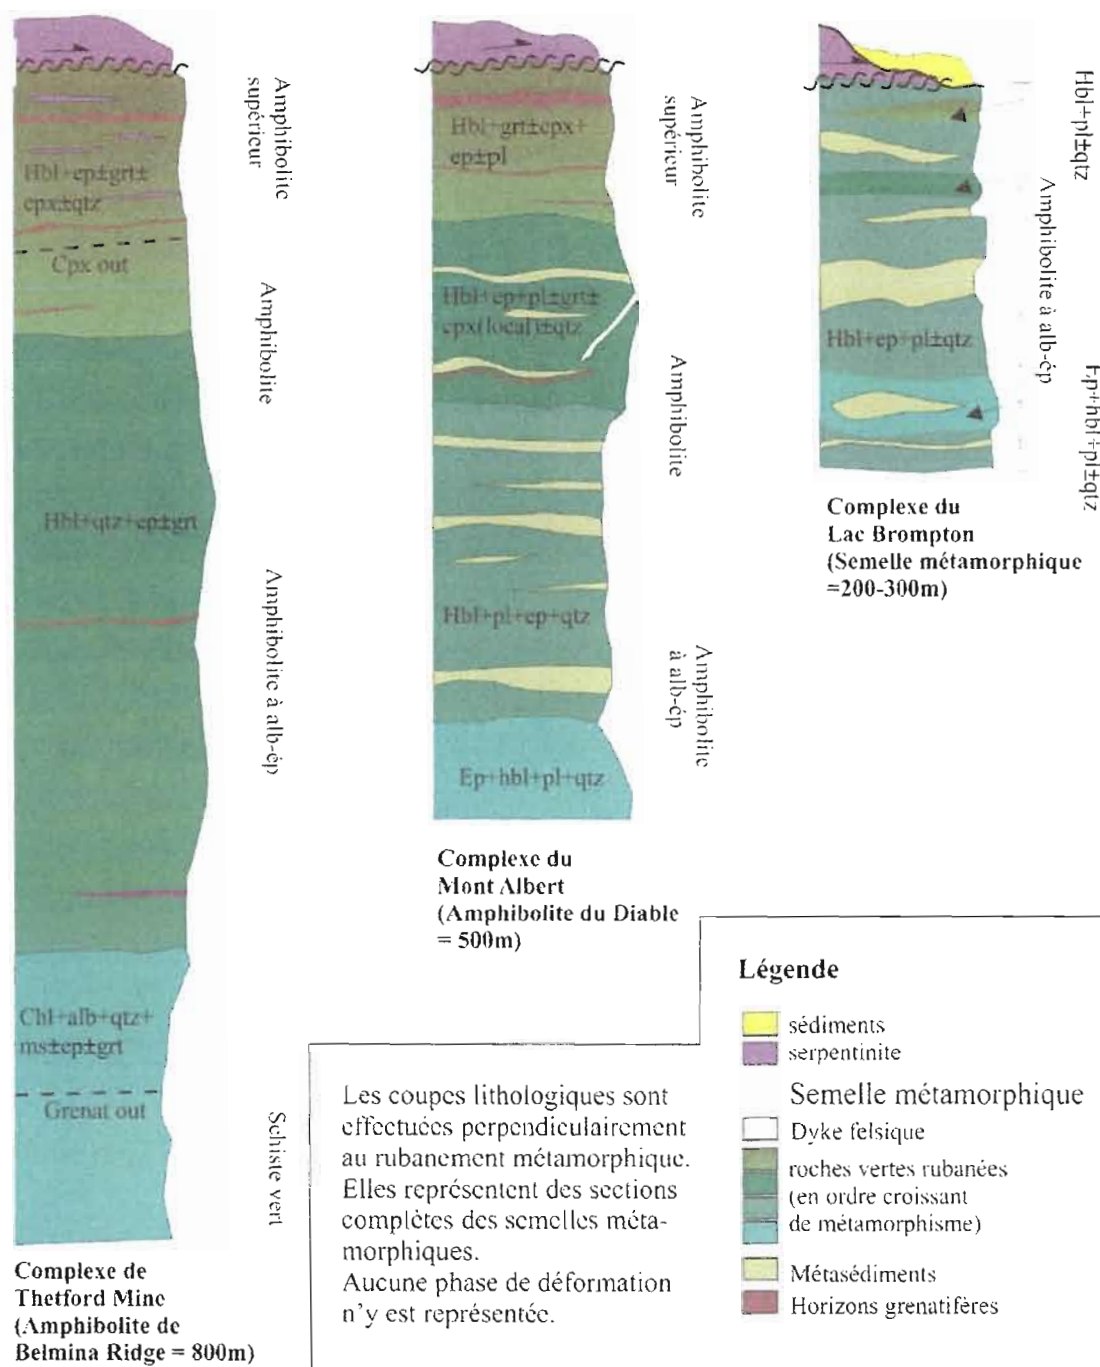 Amphibolite
supérieur
Hbl+ep±grt±
cpx±qtz
Cpx out
Amphibolite
Hbl+qtz+ep±grt
Amphibolite à alb-ép
Chl+alb+qtz+
ms±ep±grt
Grenat out
Schiste vert
Complexe de
Thetford Mine
(Amphibolite de
Belmina Ridge = 800m)
Hbl+grt±cpx+
ep±pl
Amphibolite
supérieur
Hbl+ep+pl±grt±
cpx(local)±qtz
Amphibolite
Hbl+pl+ep+qtz
Amphibolite
à alb-ép
Ep+hbl+pl+qtz
Complexe du
Mont Albert
(Amphibolite du Diable
= 500m)
Hbl+pl±qtz
Amphibolite à alb-ép
Hbl+ep+pl±qtz
Ep+hbl+pl±qtz
Complexe du
Lac Brompton
(Semelle métamorphique
=200-300m)
Les coupes lithologiques sont
effectuées perpendiculairement
au rubanement métamorphique.
Elles représentent des sections
complètes des semelles méta-
morphiques.
Aucune phase de déformation
n'y est représentée.
Légende
sédiments
serpentinite
Semelle métamorphique
Dyke felsique
roches vertes rubanées
(en ordre croissant
de métamorphisme)
Métasédiments
Horizons grenatifères